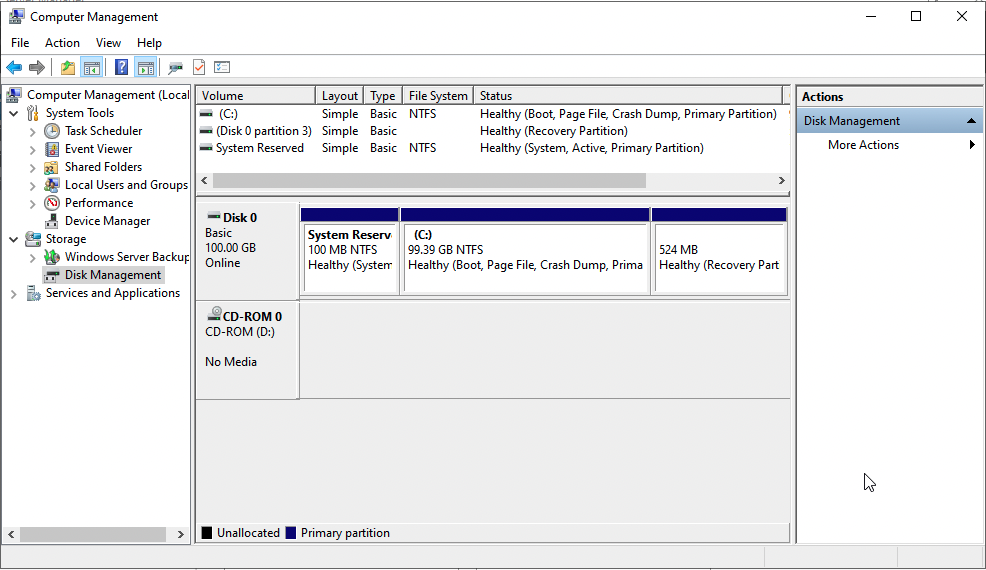 Computer Management
File Action View Help
Computer Management (Local
System Tools
Task Scheduler
Event Viewer
Shared Folders
Local Users and Groups
Performance
Device Manager
Storage
Windows Server Backup
Disk Management
Services and Applications
Volume Layout Type File System Status
(C:) Simple Basic NTFS Healthy (Boot, Page File, Crash Dump, Primary Partition)
(Disk 0 partition 3) Simple Basic Healthy (Recovery Partition)
System Reserved Simple Basic NTFS Healthy (System, Active, Primary Partition)
Disk 0
Basic
100.00 GB
Online
System Reserv
100 MB NTFS
Healthy (System
(C:)
99.39 GB NTFS
Healthy (Boot, Page File, Crash Dump, Prima
524 MB
Healthy (Recovery Part
CD-ROM 0
CD-ROM (D:)
No Media
Unallocated Primary partition
Actions
Disk Management
More Actions